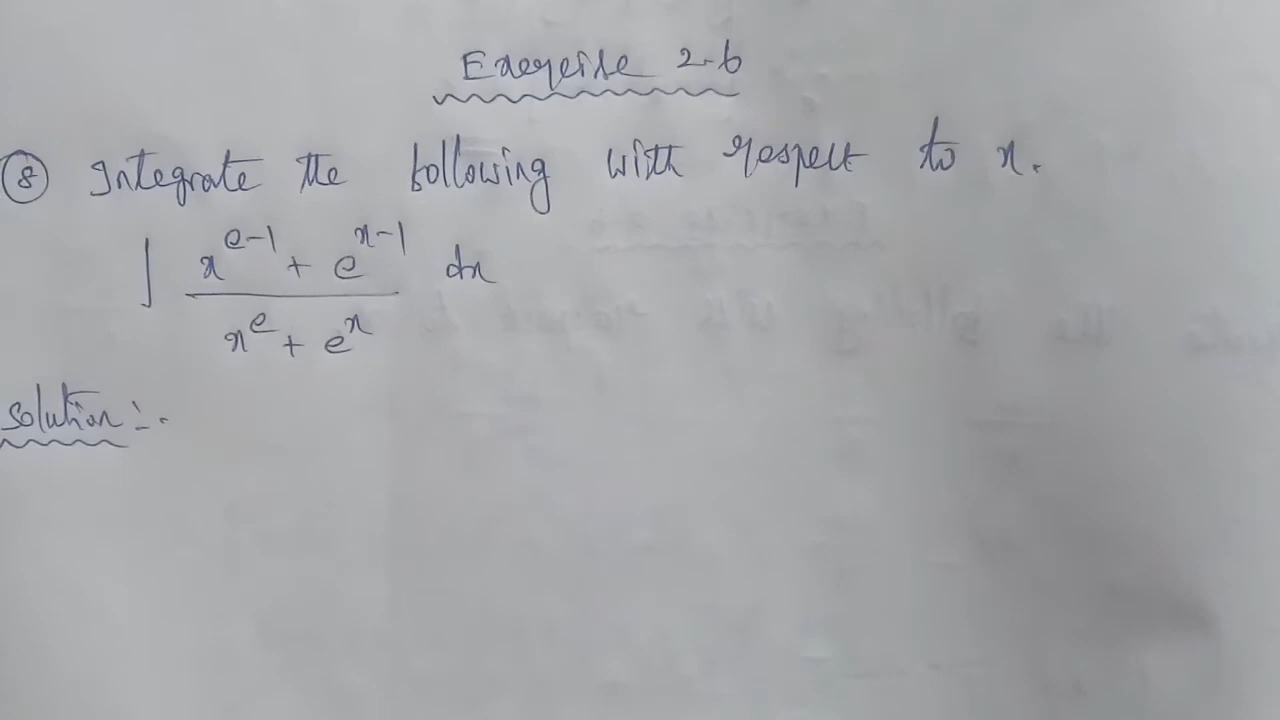 Exercise 2.6
⑧ Integrate the following with respect to x.
∫ (x^(e-1) + e^(x-1)) / (x^e + e^x) dx
Solution:-